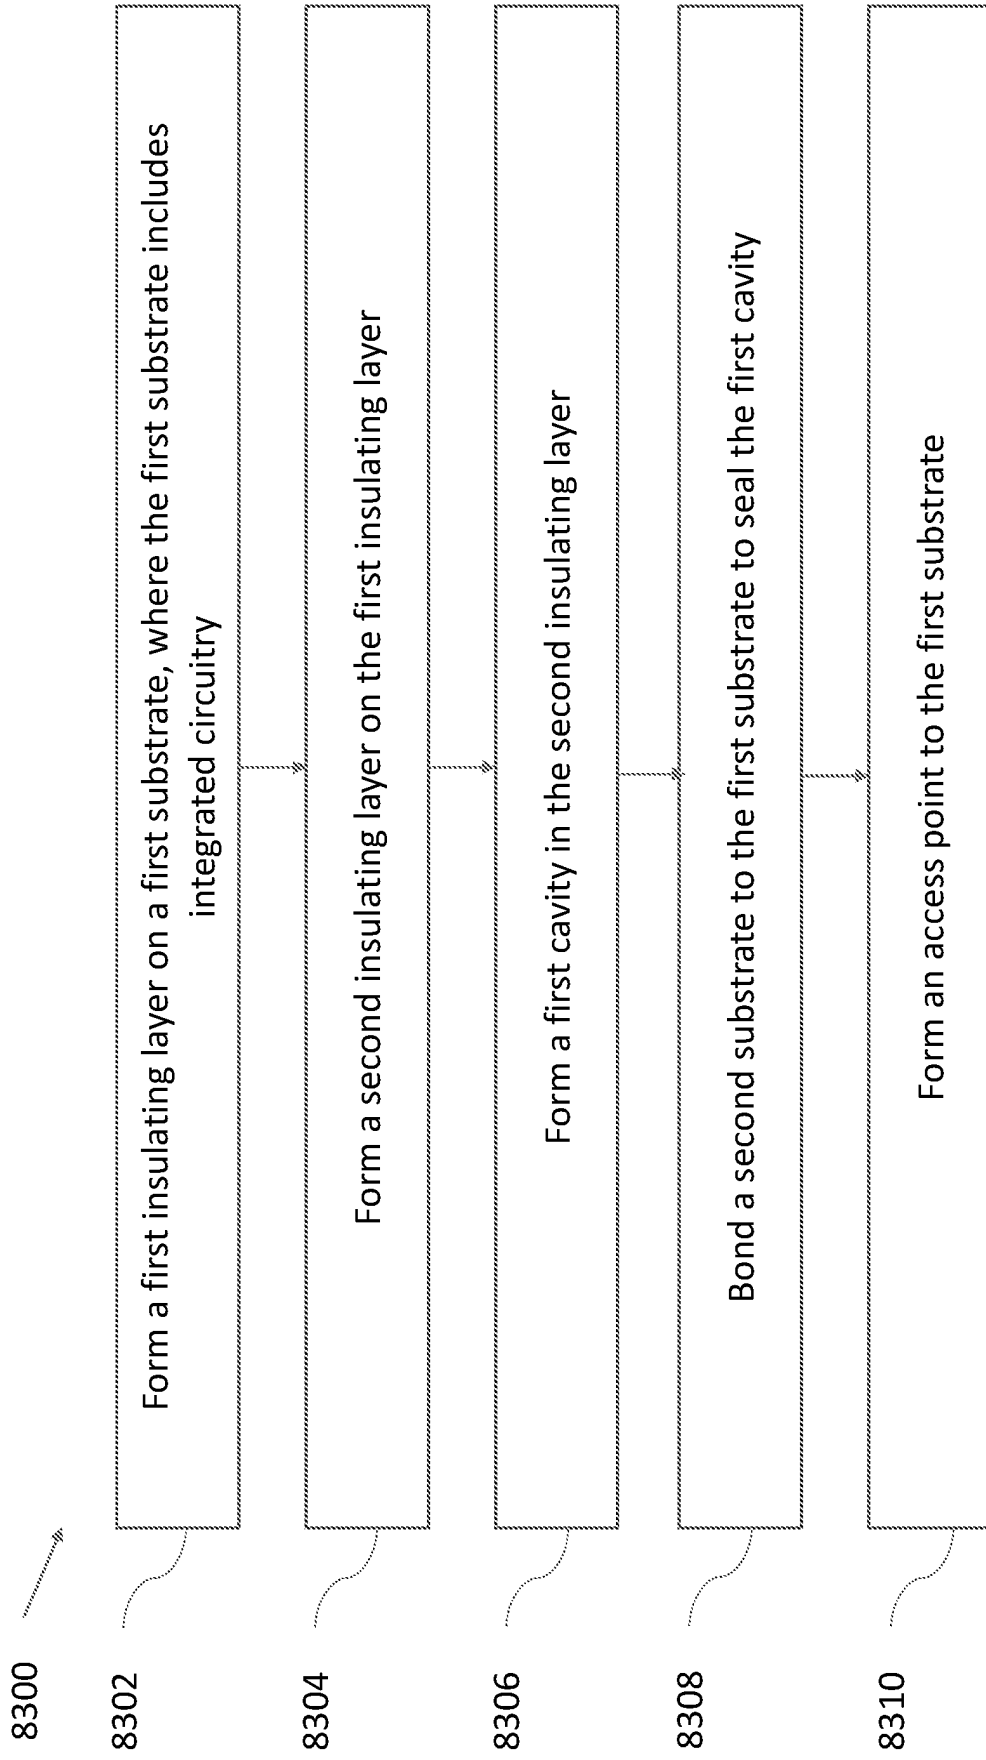 8300
8302
Form a first insulating layer on a first substrate, where the first substrate includes
integrated circuitry
8304
Form a second insulating layer on the first insulating layer
8306
Form a first cavity in the second insulating layer
8308
Bond a second substrate to the first substrate to seal the first cavity
8310
Form an access point to the first substrate